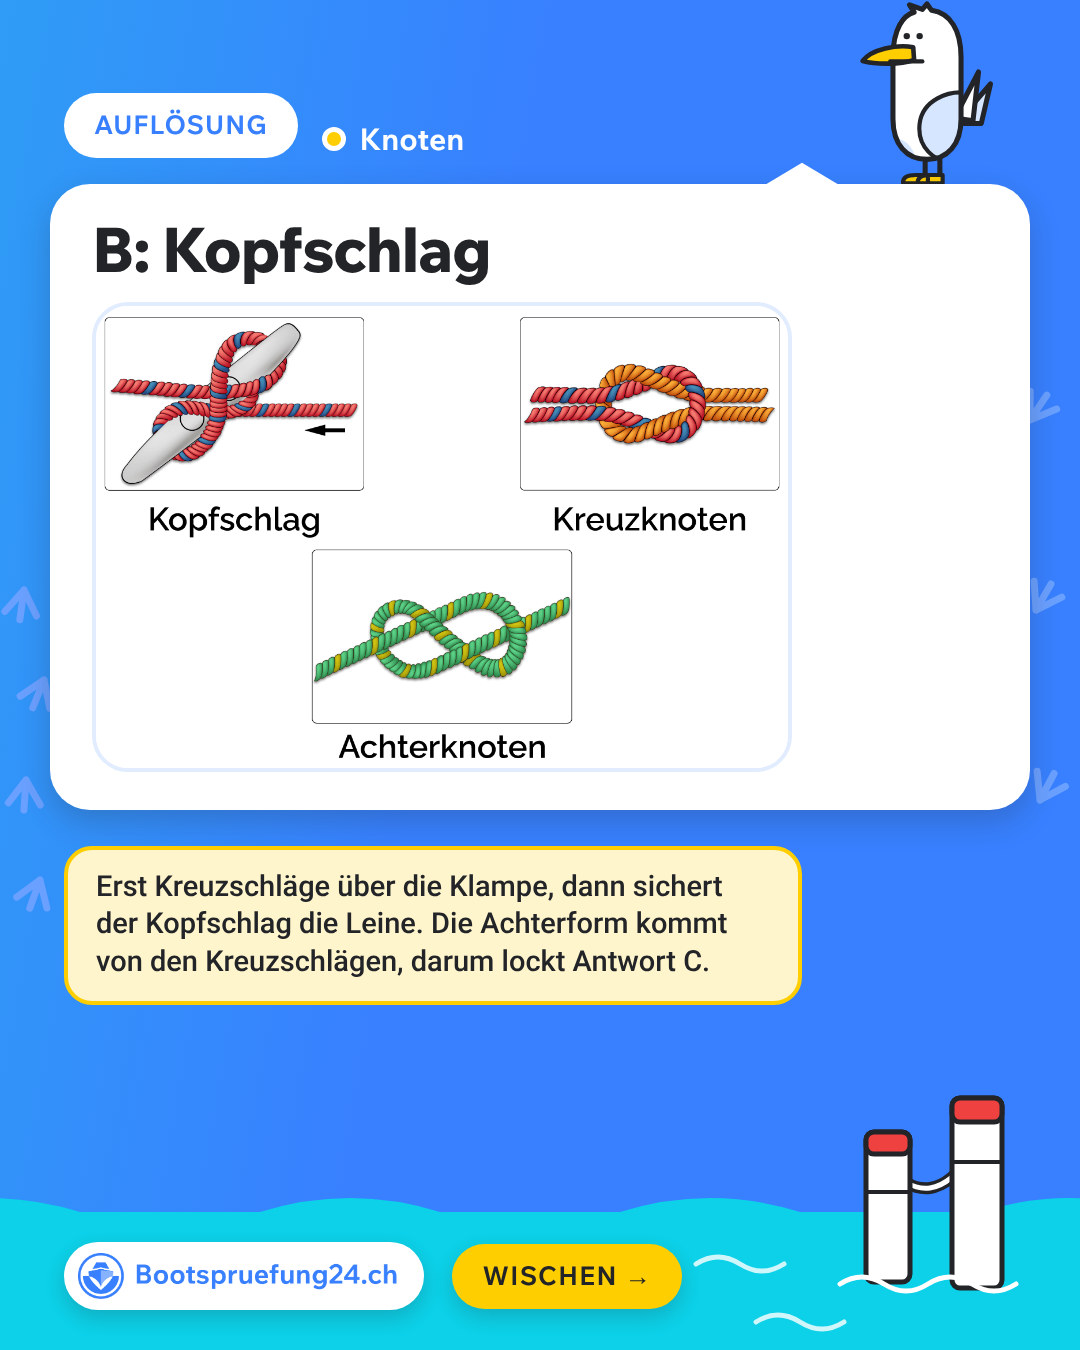 AUFLÖSUNG
Knoten
B: Kopfschlag
Kopfschlag
Kreuzknoten
Achterknoten
Erst Kreuzschläge über die Klampe, dann sichert
der Kopfschlag die Leine. Die Achterform kommt
von den Kreuzschlägen, darum lockt Antwort C.
Bootspruefung24.ch
WISCHEN →